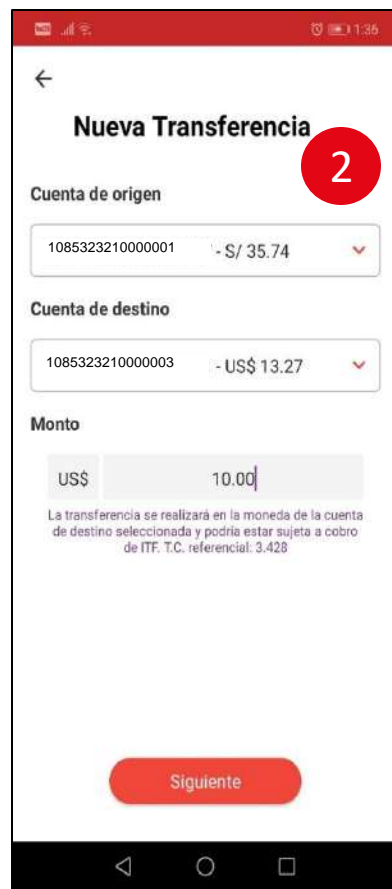 1:36
Nueva Transferencia
2
Cuenta de origen
1085323210000001 - S/ 35.74
Cuenta de destino
1085323210000003 - US$ 13.27
Monto
US$ 10.00
La transferencia se realizará en la moneda de la cuenta
de destino seleccionada y podría estar sujeta a cobro
de ITF. T.C. referencial: 3.428
Siguiente